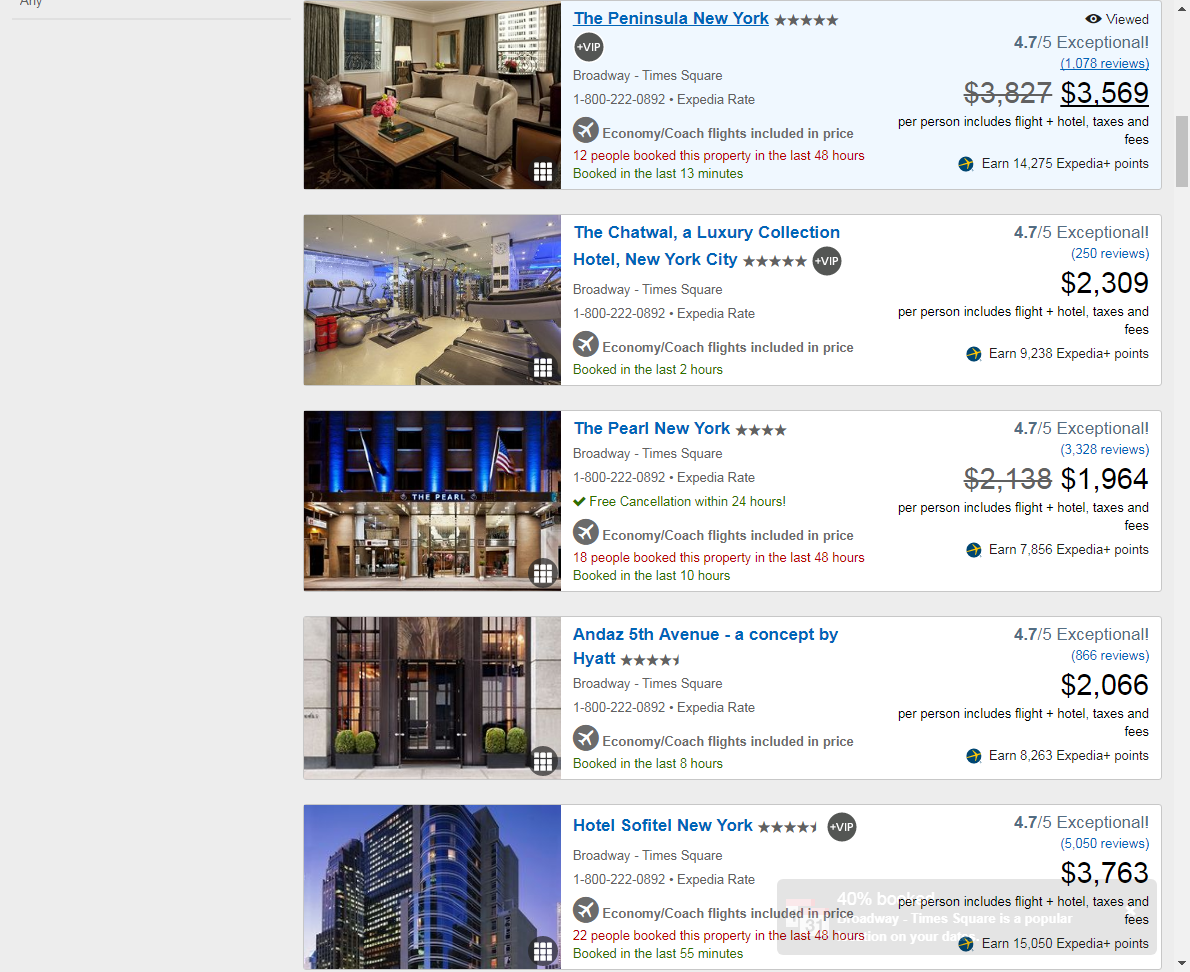 Any
The Peninsula New York
+VIP
Broadway - Times Square
1-800-222-0892 • Expedia Rate
Economy/Coach flights included in price
12 people booked this property in the last 48 hours
Booked in the last 13 minutes
Viewed
4.7/5 Exceptional!
(1,078 reviews)
$3,827 $3,569
per person includes flight + hotel, taxes and
fees
Earn 14,275 Expedia+ points
The Chatwal, a Luxury Collection
Hotel, New York City +VIP
Broadway - Times Square
1-800-222-0892 • Expedia Rate
Economy/Coach flights included in price
Booked in the last 2 hours
4.7/5 Exceptional!
(250 reviews)
$2,309
per person includes flight + hotel, taxes and
fees
Earn 9,238 Expedia+ points
THE PEARL
The Pearl New York
Broadway - Times Square
1-800-222-0892 • Expedia Rate
Free Cancellation within 24 hours!
Economy/Coach flights included in price
18 people booked this property in the last 48 hours
Booked in the last 10 hours
4.7/5 Exceptional!
(3,328 reviews)
$2,138 $1,964
per person includes flight + hotel, taxes and
fees
Earn 7,856 Expedia+ points
Andaz 5th Avenue - a concept by
Hyatt
Broadway - Times Square
1-800-222-0892 • Expedia Rate
Economy/Coach flights included in price
Booked in the last 8 hours
4.7/5 Exceptional!
(866 reviews)
$2,066
per person includes flight + hotel, taxes and
fees
Earn 8,263 Expedia+ points
Hotel Sofitel New York +VIP
Broadway - Times Square
1-800-222-0892 • Expedia Rate
Economy/Coach flights included in price
22 people booked this property in the last 48 hours
Booked in the last 55 minutes
4.7/5 Exceptional!
(5,050 reviews)
$3,763
per person includes flight + hotel, taxes and
fees
Earn 15,050 Expedia+ points
40% booked
Broadway - Times Square is a popular
on your